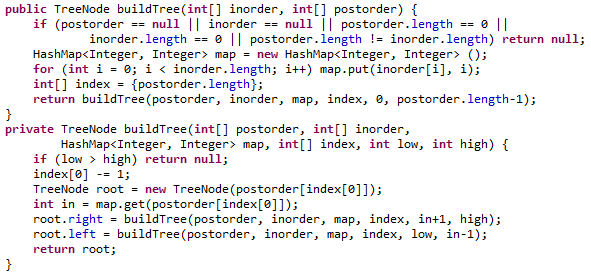 public TreeNode buildTree(int[] inorder, int[] postorder) {
    if (postorder == null || inorder == null || postorder.length == 0 ||
            inorder.length == 0 || postorder.length != inorder.length) return null;
    HashMap<Integer, Integer> map = new HashMap<Integer, Integer> ();
    for (int i = 0; i < inorder.length; i++) map.put(inorder[i], i);
    int[] index = {postorder.length};
    return buildTree(postorder, inorder, map, index, 0, postorder.length-1);
}
private TreeNode buildTree(int[] postorder, int[] inorder,
        HashMap<Integer, Integer> map, int[] index, int low, int high) {
    if (low > high) return null;
    index[0] -= 1;
    TreeNode root = new TreeNode(postorder[index[0]]);
    int in = map.get(postorder[index[0]]);
    root.right = buildTree(postorder, inorder, map, index, in+1, high);
    root.left = buildTree(postorder, inorder, map, index, low, in-1);
    return root;
}